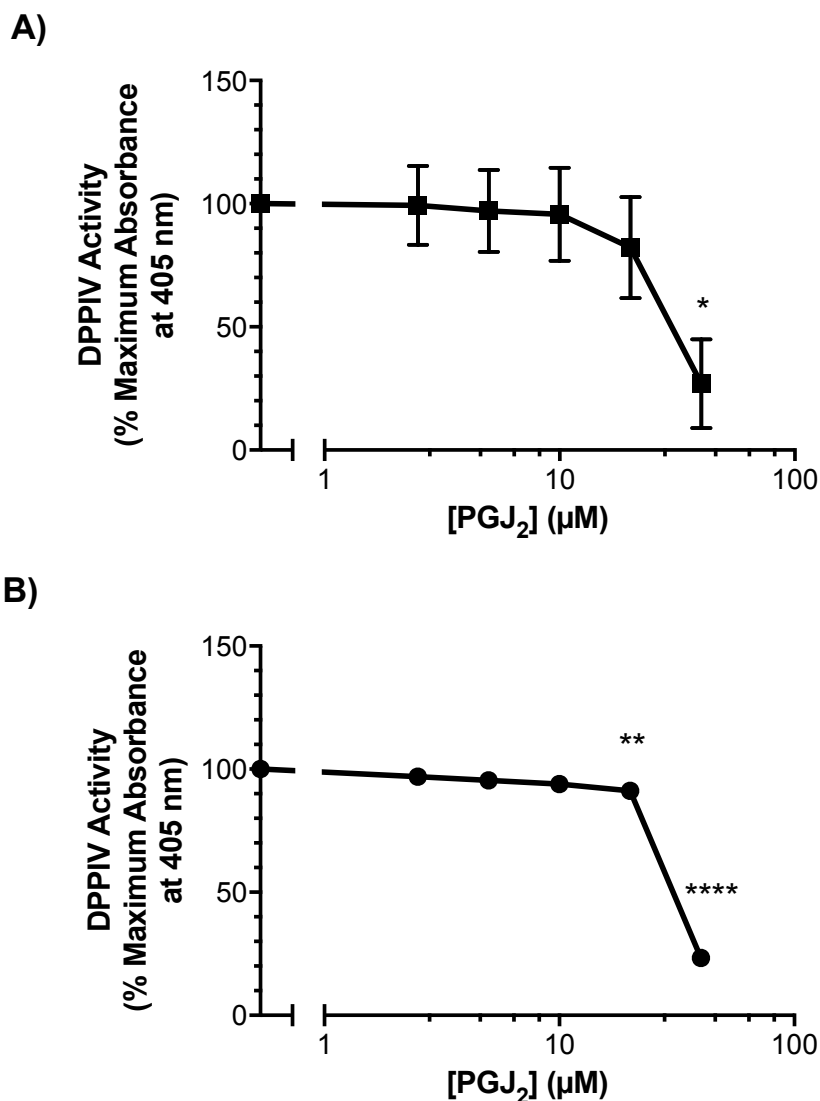 A)
150
100
50
0
DPPIV Activity
(% Maximum Absorbance
at 405 nm)
*
1
10
100
[PGJ₂] (µM)
B)
150
100
50
0
DPPIV Activity
(% Maximum Absorbance
at 405 nm)
**
****
1
10
100
[PGJ₂] (µM)